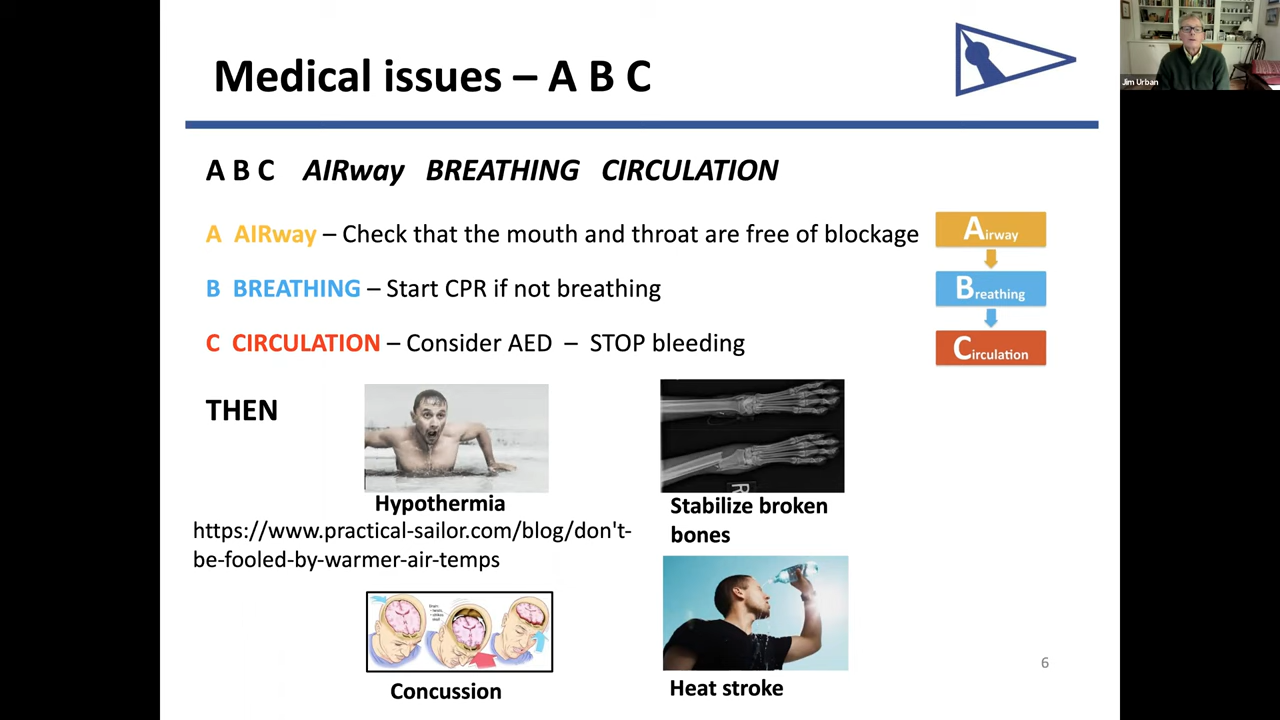 Medical issues – A B C
Jim Urban
A B C AIRway BREATHING CIRCULATION
A AIRway – Check that the mouth and throat are free of blockage
B BREATHING – Start CPR if not breathing
C CIRCULATION – Consider AED – STOP bleeding
Airway
Breathing
Circulation
THEN
Hypothermia
https://www.practical-sailor.com/blog/don't-
be-fooled-by-warmer-air-temps
R
Stabilize broken
bones
Concussion
Heat stroke
6